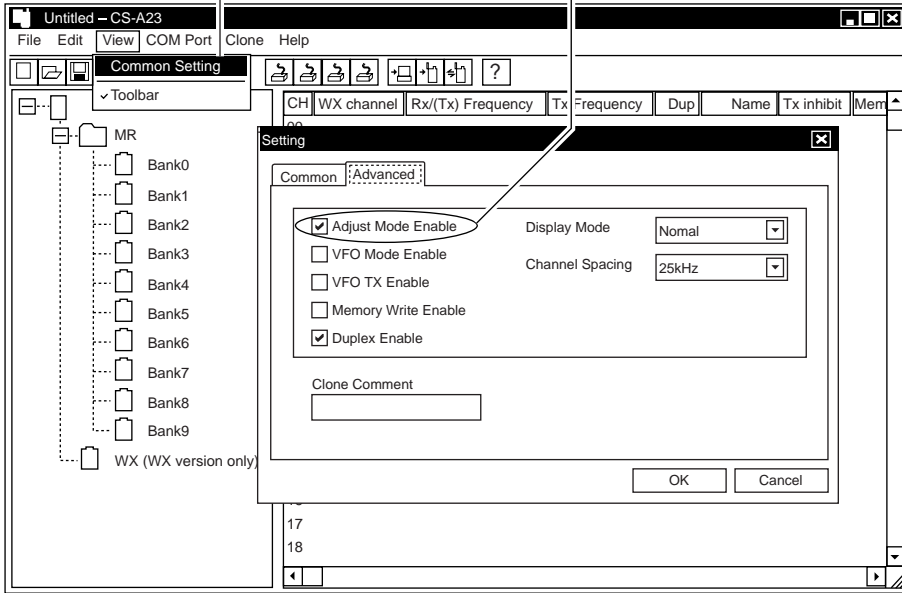 Untitled – CS-A23
File Edit View COM Port Clone Help
Common Setting
Toolbar
?
CH WX channel Rx/(Tx) Frequency Tx Frequency Dup Name Tx inhibit Mem
MR
Bank0
Bank1
Bank2
Bank3
Bank4
Bank5
Bank6
Bank7
Bank8
Bank9
WX (WX version only)
Setting
Common Advanced
Adjust Mode Enable
VFO Mode Enable
VFO TX Enable
Memory Write Enable
Duplex Enable
Display Mode Nomal
Channel Spacing 25kHz
Clone Comment
OK Cancel
17
18